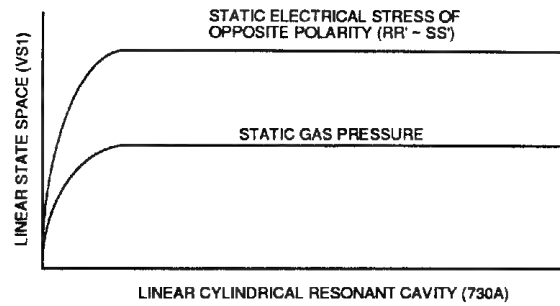 STATIC ELECTRICAL STRESS OF
OPPOSITE POLARITY (RR' ~ SS')
STATIC GAS PRESSURE
LINEAR STATE SPACE (VS1)
LINEAR CYLINDRICAL RESONANT CAVITY (730A)